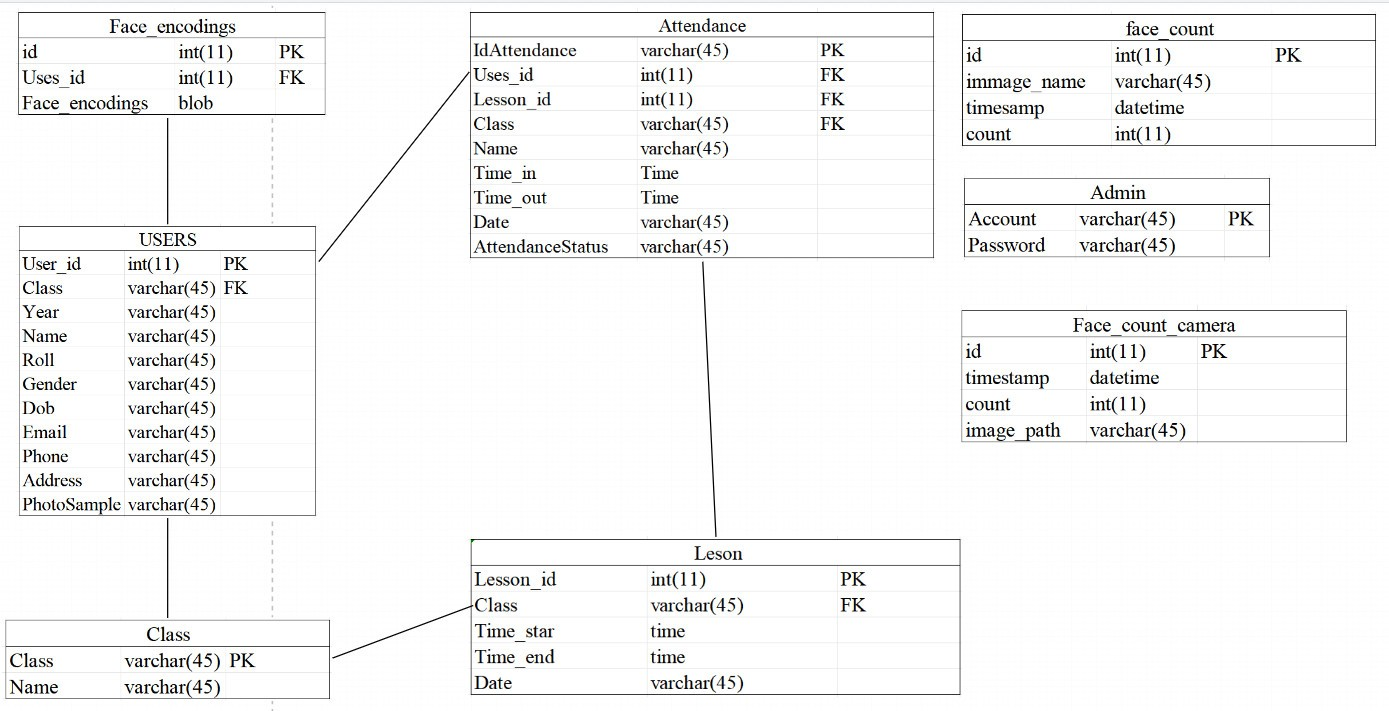 Face_encodings
id int(11) PK
Uses_id int(11) FK
Face_encodings blob
USERS
User_id int(11) PK
Class varchar(45) FK
Year varchar(45)
Name varchar(45)
Roll varchar(45)
Gender varchar(45)
Dob varchar(45)
Email varchar(45)
Phone varchar(45)
Address varchar(45)
PhotoSample varchar(45)
Class
Class varchar(45) PK
Name varchar(45)
Attendance
IdAttendance varchar(45) PK
Uses_id int(11) FK
Lesson_id int(11) FK
Class varchar(45) FK
Name varchar(45)
Time_in Time
Time_out Time
Date varchar(45)
AttendanceStatus varchar(45)
Leson
Lesson_id int(11) PK
Class varchar(45) FK
Time_star time
Time_end time
Date varchar(45)
face_count
id int(11) PK
immage_name varchar(45)
timesamp datetime
count int(11)
Admin
Account varchar(45) PK
Password varchar(45)
Face_count_camera
id int(11) PK
timestamp datetime
count int(11)
image_path varchar(45)